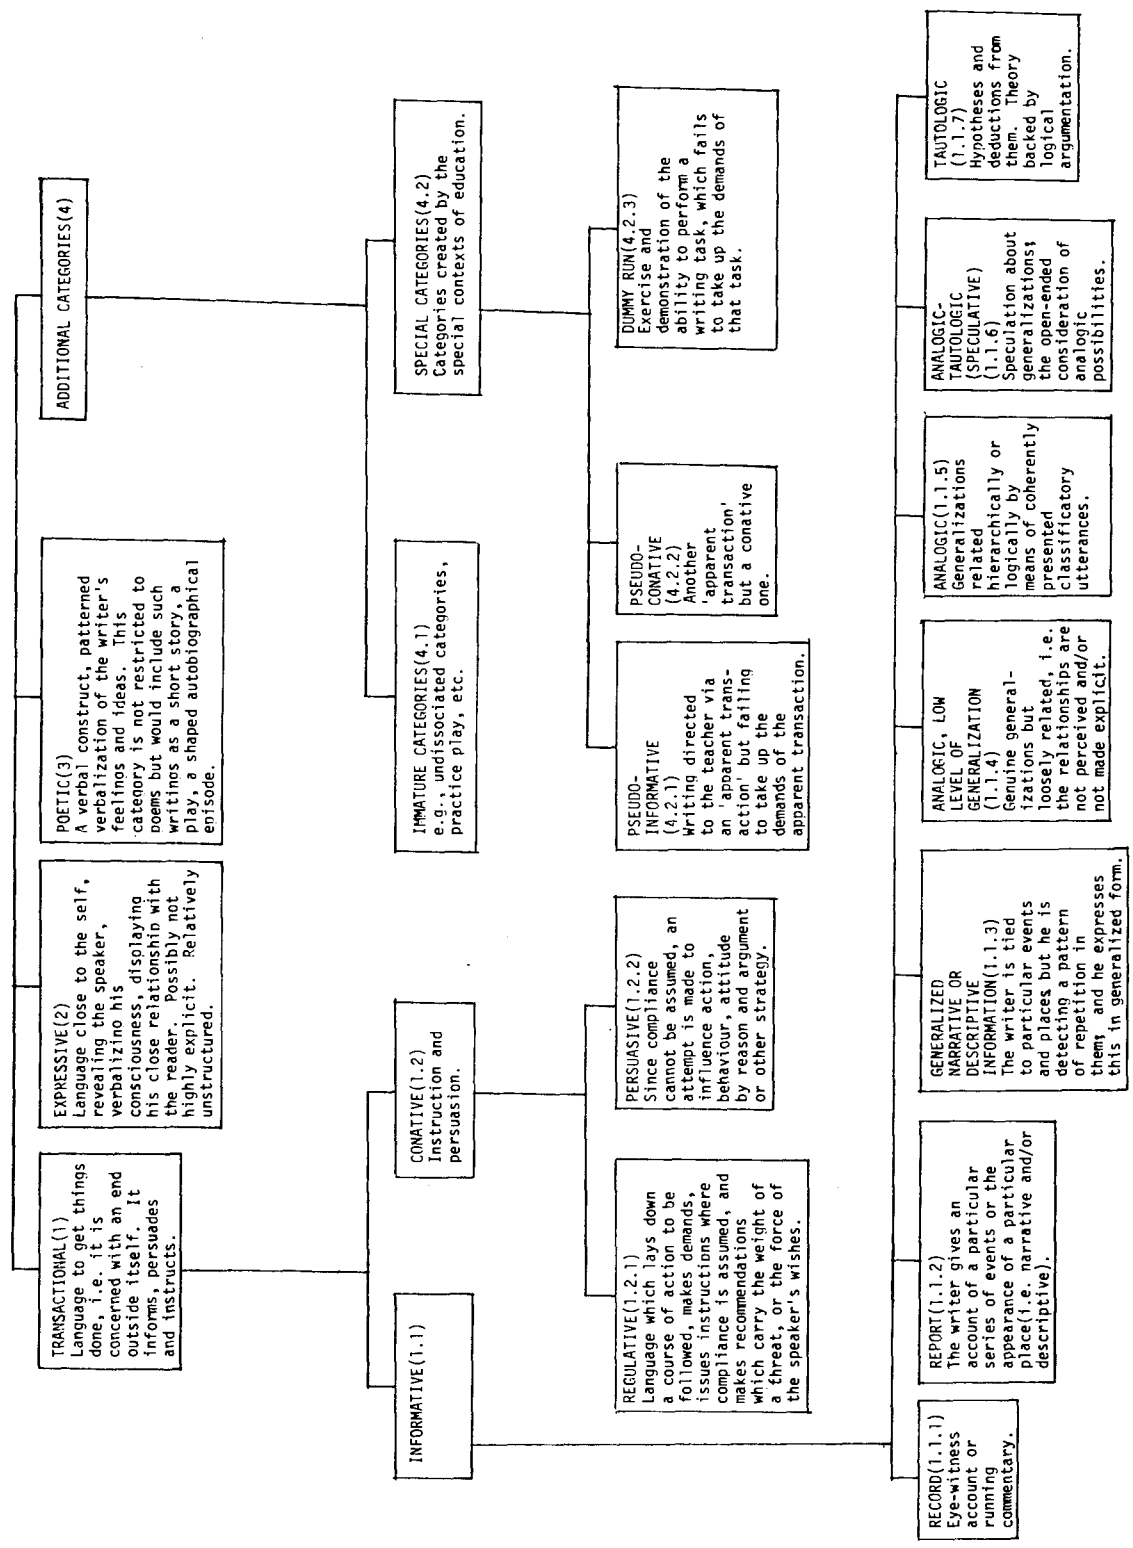 TRANSACTIONAL(1)
Language to get things
done, i.e. it is
concerned with an end
outside itself. It
informs, persuades
and instructs.
EXPRESSIVE(2)
Language close to the self,
revealing the speaker,
verbalizino his
consciousness, displaying
his close relationship with
the reader. Possibly not
highly explicit. Relatively
unstructured.
POETIC(3)
A verbal construct, patterned
verbalization of the writer's
feelings and ideas. This
category is not restricted to
poems but would include such
writinos as a short story, a
play, a shaped autobiographical
episode.
ADDITIONAL CATEGORIES(4)
INFORMATIVE(1.1)
CONATIVE(1.2)
Instruction and
persuasion.
IMMATURE CATEGORIES(4.1)
e.g., undissociated categories,
practice play, etc.
SPECIAL CATEGORIES(4.2)
Categories created by the
special contexts of education.
REGULATIVE(1.2.1)
Language which lays down
a course of action to be
followed, makes demands,
issues instructions where
compliance is assumed, and
makes recommendations
which carry the weight of
a threat, or the force of
the speaker's wishes.
PERSUASIVE(1.2.2)
Since compliance
cannot be assumed, an
attempt is made to
influence action,
behaviour, attitude
by reason and argument
or other strategy.
PSEUDO-
INFORMATIVE
(4.2.1)
Writing directed
to the teacher via
an 'apparent trans-
action' but failing
to take up the
demands of the
apparent transaction.
PSEUDO-
CONATIVE
(4.2.2)
Another
'apparent
transaction'
but a conative
one.
DUMMY RUN(4.2.3)
Exercise and
demonstration of the
ability to perform a
writing task, which fails
to take up the demands of
that task.
RECORD(1.1.1)
Eye-witness
account or
running
commentary.
REPORT(1.1.2)
The writer gives an
account of a particular
series of events or the
appearance of a particular
place(i.e. narrative and/or
descriptive).
GENERALIZED
NARRATIVE OR
DESCRIPTIVE
INFORMATION(1.1.3)
The writer is tied
to particular events
and places but he is
detecting a pattern
of repetition in
them; and he expresses
this in generalized form.
ANALOGIC, LOW
LEVEL OF
GENERALIZATION
(1.1.4)
Genuine general-
izations but
loosely related, i.e.
the relationships are
not perceived and/or
not made explicit.
ANALOGIC(1.1.5)
Generalizations
related
hierarchically or
logically by
means of coherently
presented
classificatory
utterances.
ANALOGIC-
TAUTOLOGIC
(SPECULATIVE)
(1.1.6)
Speculation about
generalizations;
the open-ended
consideration of
analogic
possibilities.
TAUTOLOGIC
(1.1.7)
Hypotheses and
deductions from
them. Theory
backed by
logical
argumentation.